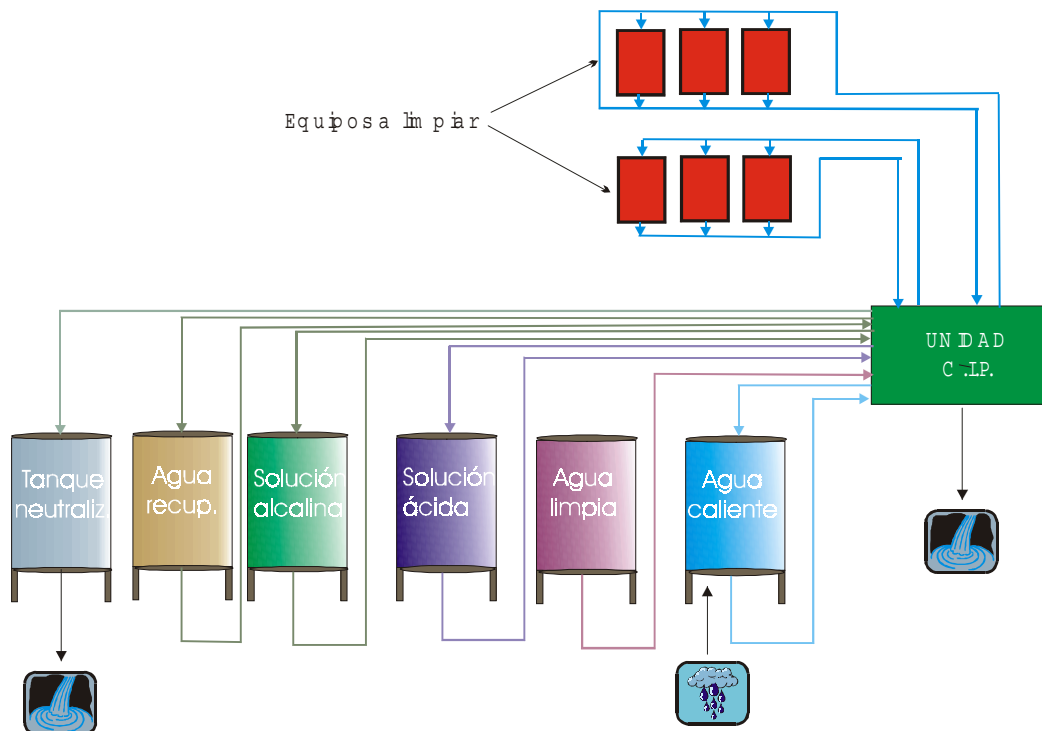 Equipos a limpiar
UNIDAD
C.I.P.
Tanque
neutraliz.
Agua
recup.
Solución
alcalina
Solución
ácida
Agua
limpia
Agua
caliente